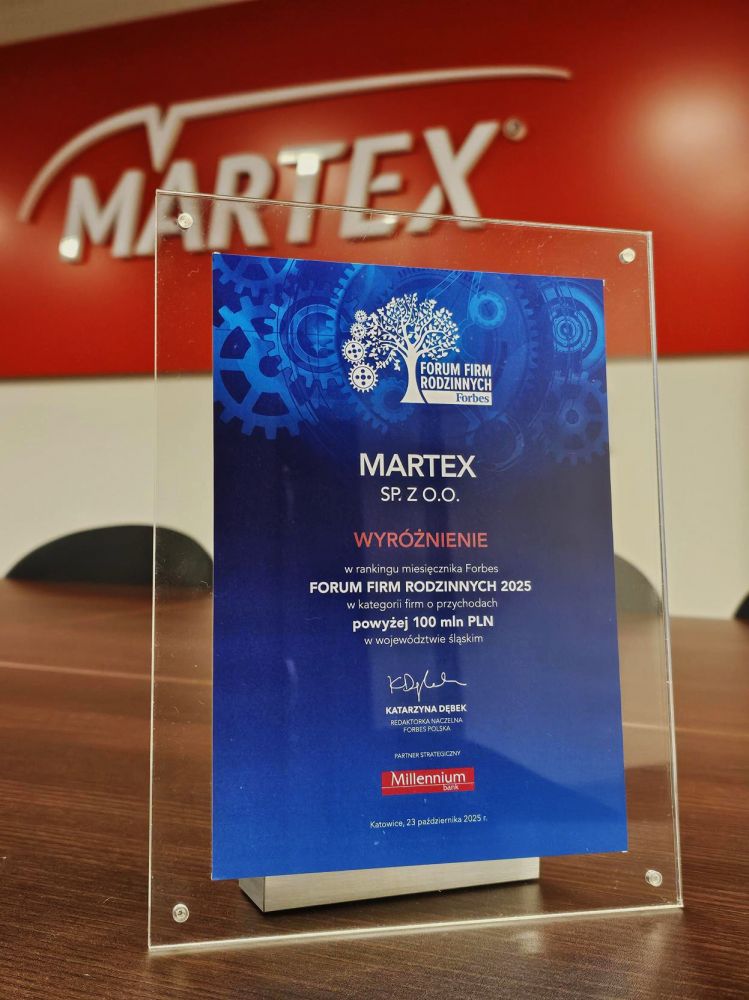 MARTEX®
FORUM FIRM
RODZINNYCH
Forbes
MARTEX
SP. Z O.O.
WYRÓŻNIENIE
w rankingu miesięcznika Forbes
FORUM FIRM RODZINNYCH 2025
w kategorii firm o przychodach
powyżej 100 mln PLN
w województwie śląskim
KATARZYNA DĘBEK
REDAKTORKA NACZELNA
FORBES POLSKA
PARTNER STRATEGICZNY
Millennium
bank
Katowice, 23 października 2025 r.